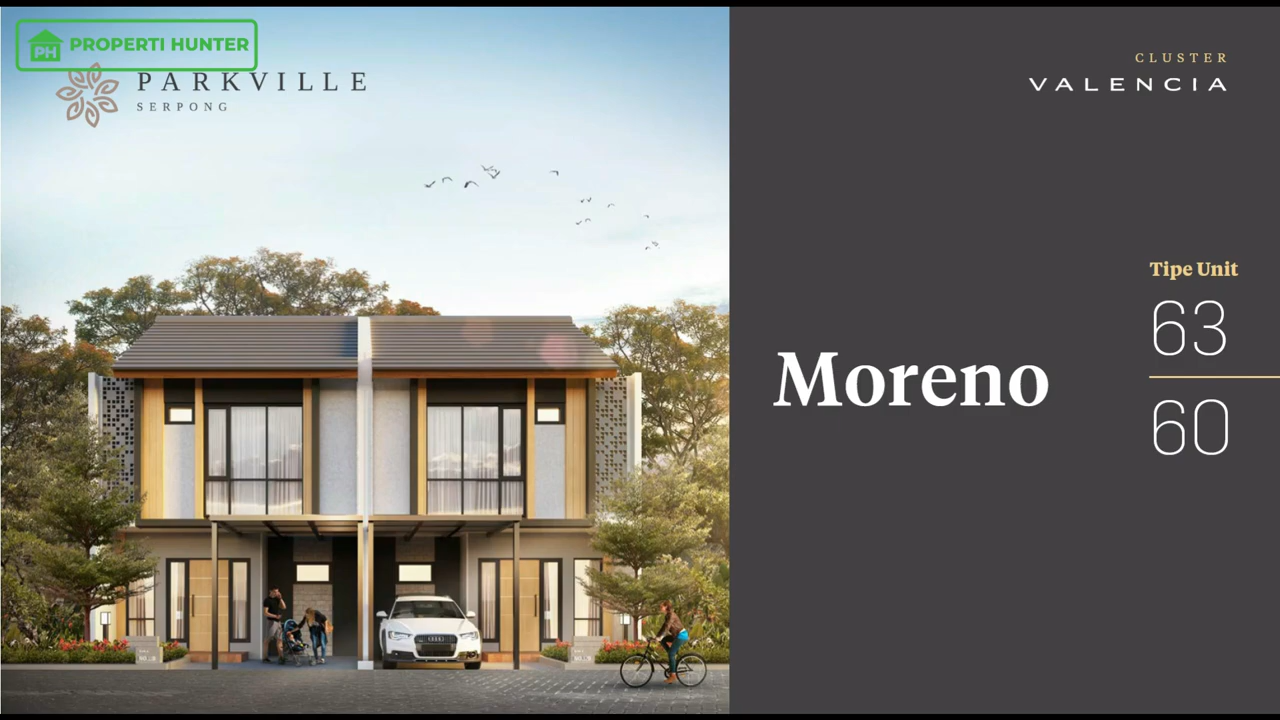 PH PROPERTI HUNTER
PARKVILLE
SERPONG
CLUSTER
VALENCIA
Tipe Unit
63
Moreno
60